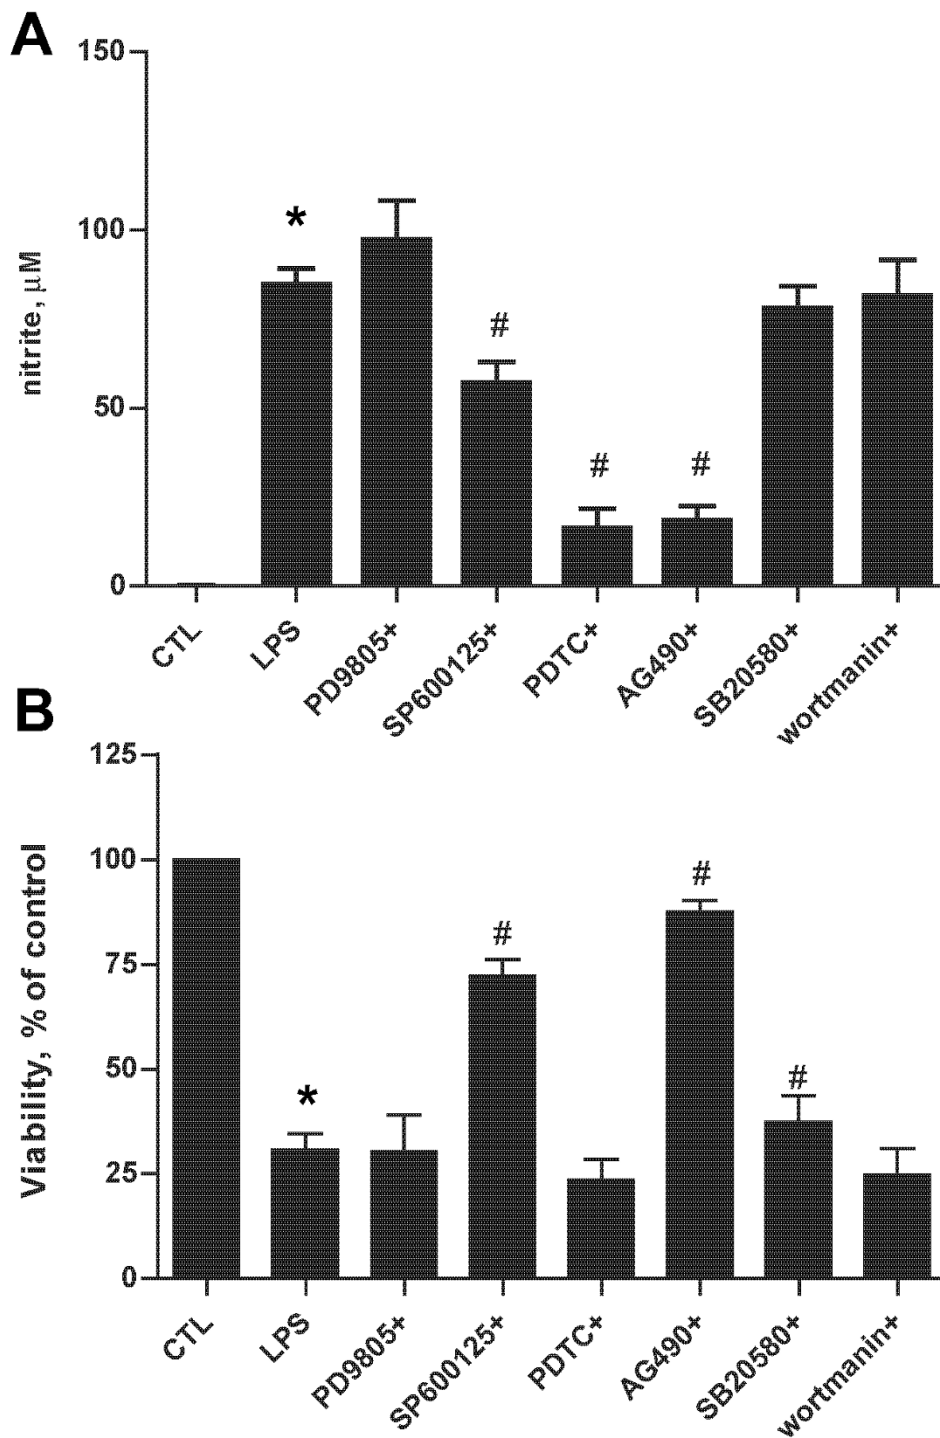 A
150
100
50
0
nitrite, μM
*
#
#
#
CTL
LPS
PD9805+
SP600125+
PDTC+
AG490+
SB20580+
wortmanin+
B
125
100
75
50
25
0
Viability, % of control
*
#
#
#
CTL
LPS
PD9805+
SP600125+
PDTC+
AG490+
SB20580+
wortmanin+